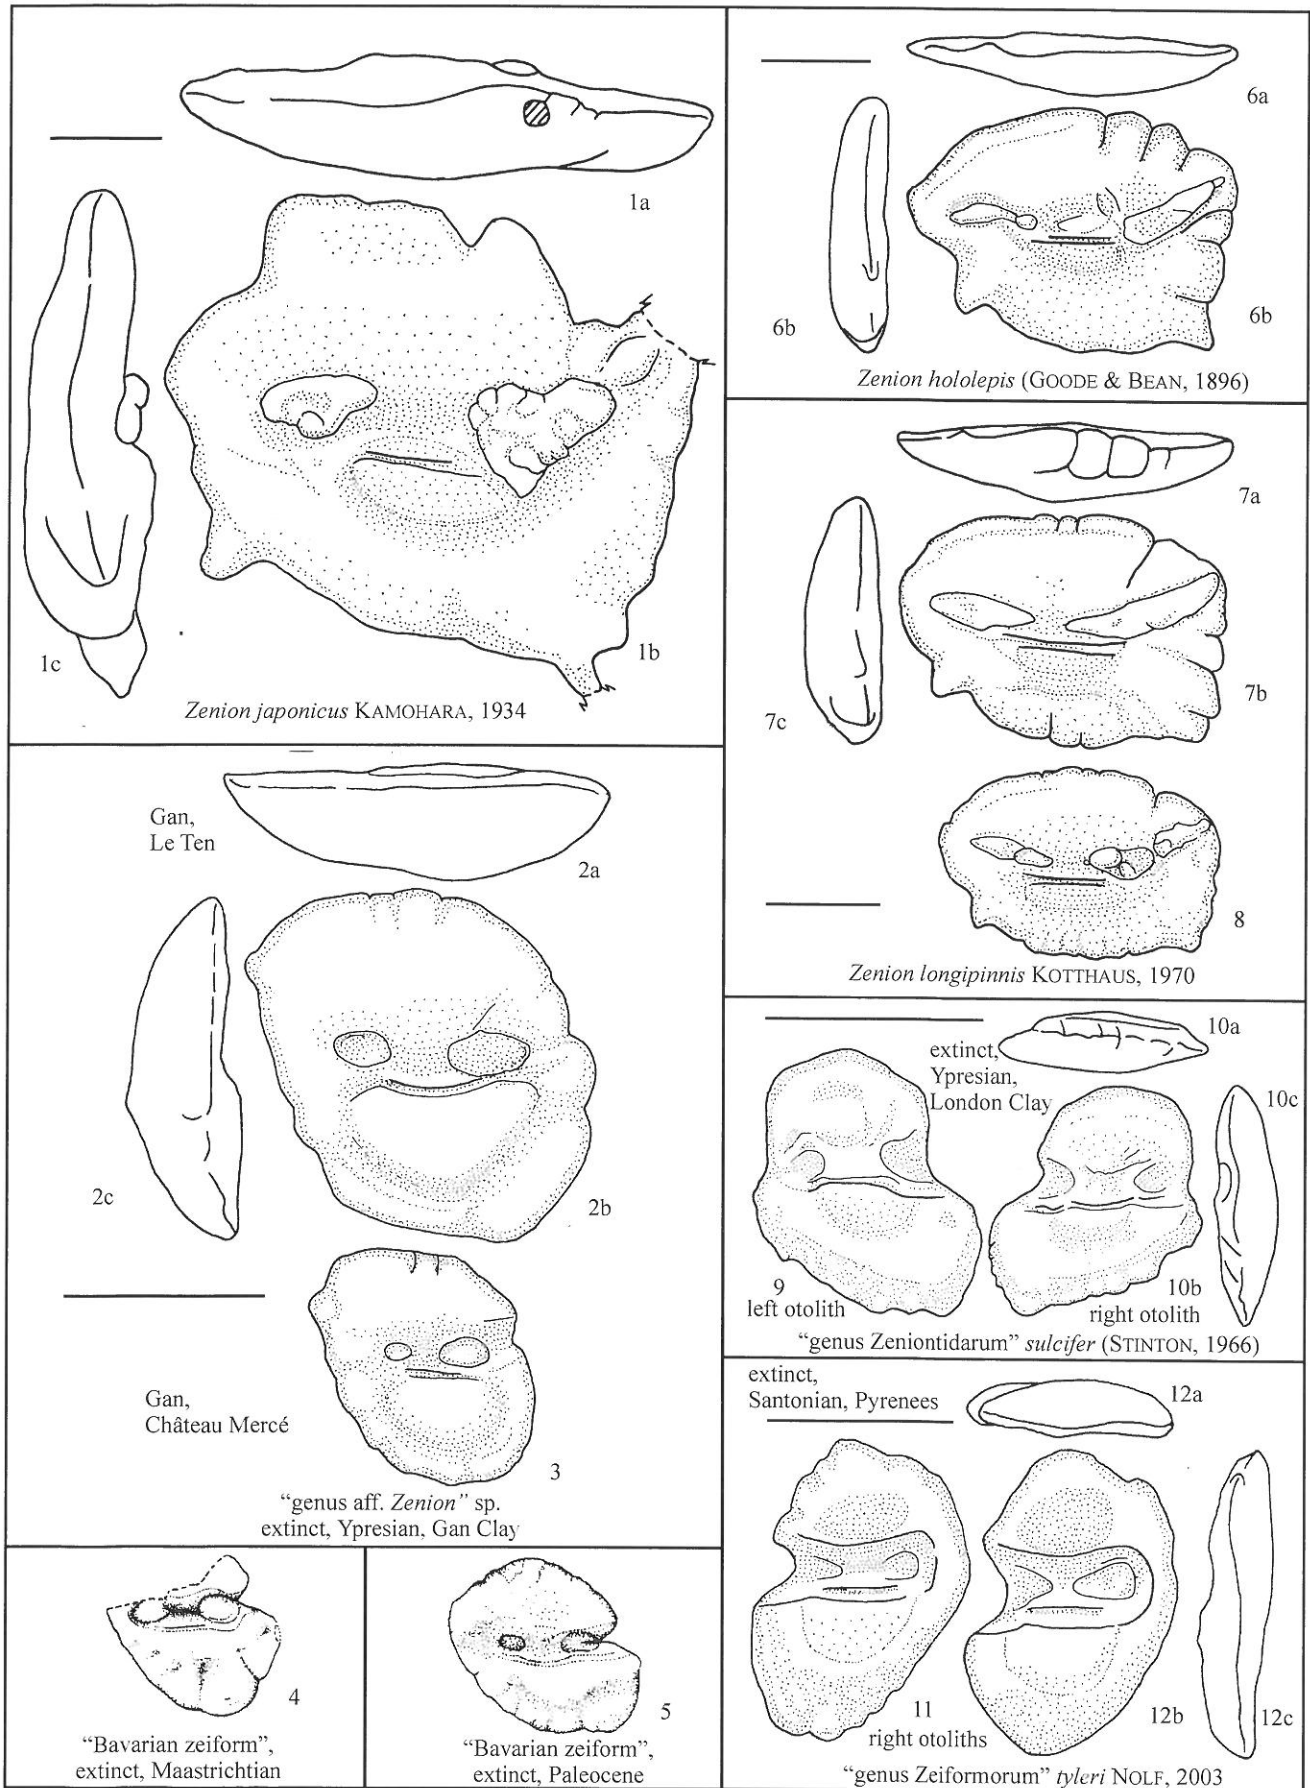 1a
1c
1b
Zenion japonicus KAMOHARA, 1934
Gan,
Le Ten
2a
2c
2b
Gan,
Château Mercé
3
"genus aff. Zenion" sp.
extinct, Ypresian, Gan Clay
4
"Bavarian zeiform",
extinct, Maastrichtian
5
"Bavarian zeiform",
extinct, Paleocene
6a
6b
6b
Zenion hololepis (GOODE & BEAN, 1896)
7a
7c
7b
8
Zenion longipinnis KOTTHAUS, 1970
extinct,
Ypresian,
London Clay
10a
10c
9
left otolith
10b
right otolith
"genus Zeniontidarum" sulcifer (STINTON, 1966)
extinct,
Santonian, Pyrenees
12a
11
right otoliths
12b
12c
"genus Zeiformorum" tyleri NOLF, 2003